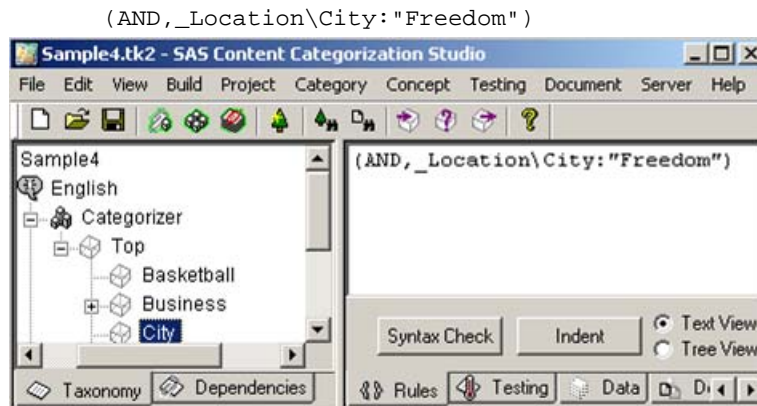 (AND,_Location\City:"Freedom")
Sample4.tk2 - SAS Content Categorization Studio
File Edit View Build Project Category Concept Testing Document Server Help
Sample4
(AND,_Location\City:"Freedom")
English
Categorizer
Top
Basketball
Business
City
Syntax Check Indent Text View
Tree View
Taxonomy Dependencies Rules Testing Data